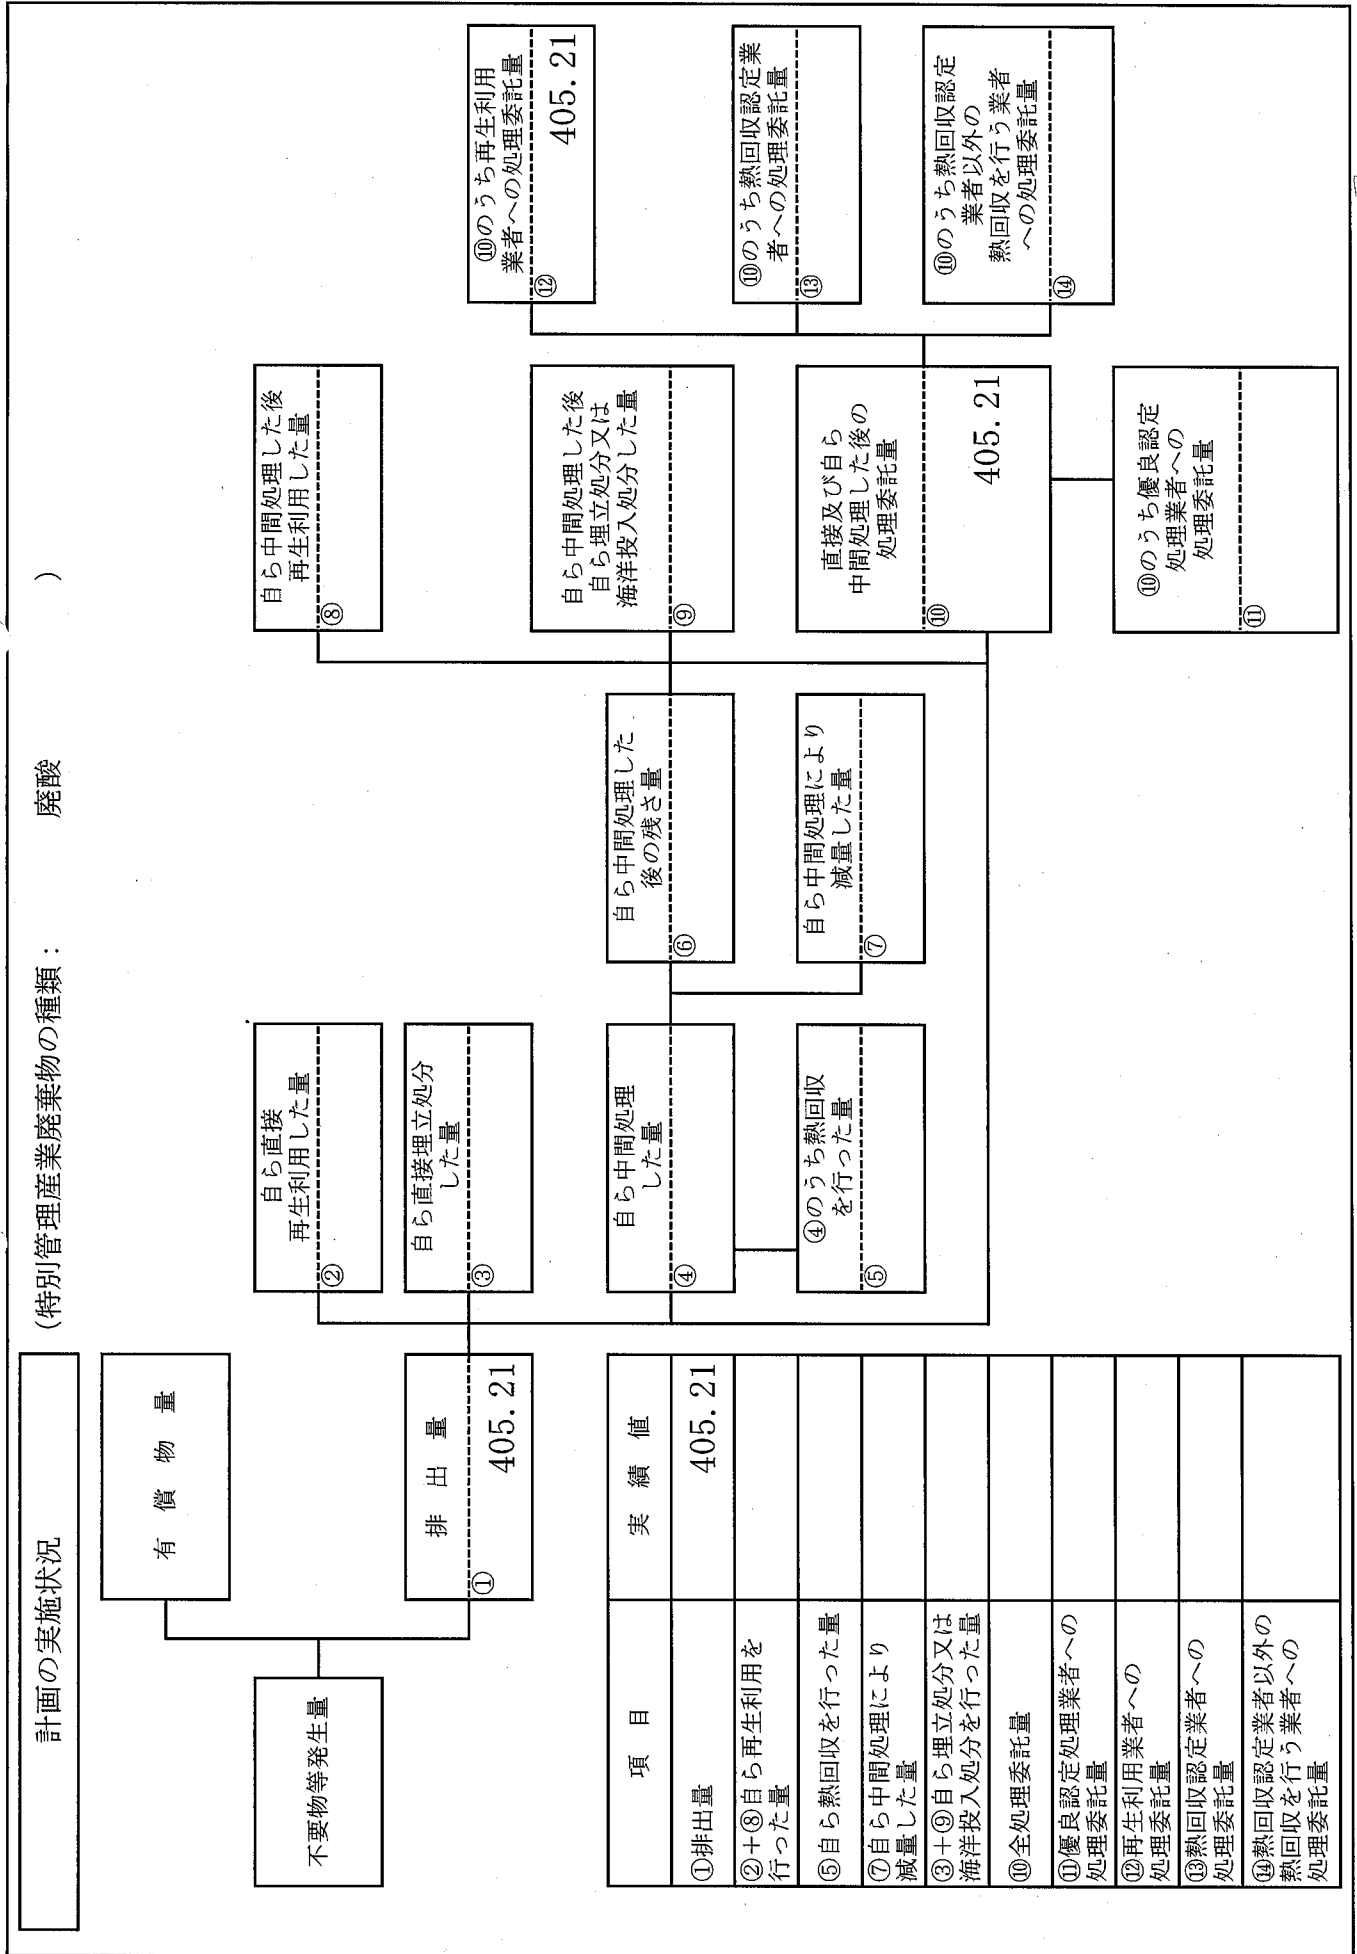 計画の実施状況
(特別管理産業廃棄物の種類： 廃酸 )
不要物等発生量
有償物量
排出量
①
405.21
自ら直接
再生利用した量
②
自ら直接埋立処分
した量
③
自ら中間処理
した量
④
④のうち熱回収
を行った量
⑤
自ら中間処理した
後の残さ量
⑥
自ら中間処理により
減量した量
⑦
自ら中間処理した後
再生利用した量
⑧
自ら中間処理した後
自ら埋立処分又は
海洋投入処分した量
⑨
直接及び自ら
中間処理した後の
処理委託量
⑩
405.21
⑩のうち優良認定
処理業者への
処理委託量
⑪
⑩のうち再生利用
業者への処理委託量
⑫
405.21
⑩のうち熱回収認定業
者への処理委託量
⑬
⑩のうち熱回収認定
業者以外の
熱回収を行う業者
への処理委託量
⑭
項目 実績値
①排出量 405.21
②+⑧自ら再生利用を
行った量
⑤自ら熱回収を行った量
⑦自ら中間処理により
減量した量
③+⑨自ら埋立処分又は
海洋投入処分を行った量
⑩全処理委託量
⑪優良認定処理業者への
処理委託量
⑫再生利用業者への
処理委託量
⑬熱回収認定業者への
処理委託量
⑭熱回収認定業者以外の
熱回収を行う業者への
処理委託量